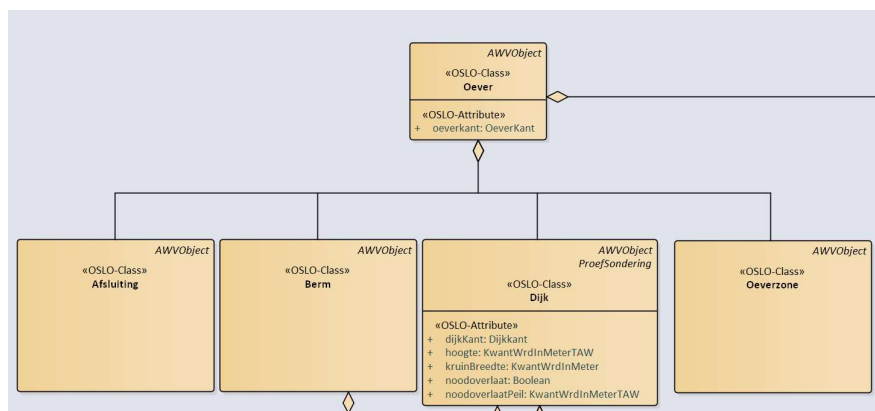 AWVObject
«OSLO-Class»
Oever
«OSLO-Attribute»
+ oeverkant: OeverKant
AWVObject
«OSLO-Class»
Afsluiting
AWVObject
«OSLO-Class»
Berm
AWVObject
ProefSondering
«OSLO-Class»
Dijk
«OSLO-Attribute»
+ dijkKant: Dijkkant
+ hoogte: KwantWrdInMeterTAW
+ kruinBreedte: KwantWrdInMeter
+ noodoverlaat: Boolean
+ noodoverlaatPeil: KwantWrdInMeterTAW
AWVObject
«OSLO-Class»
Oeverzone